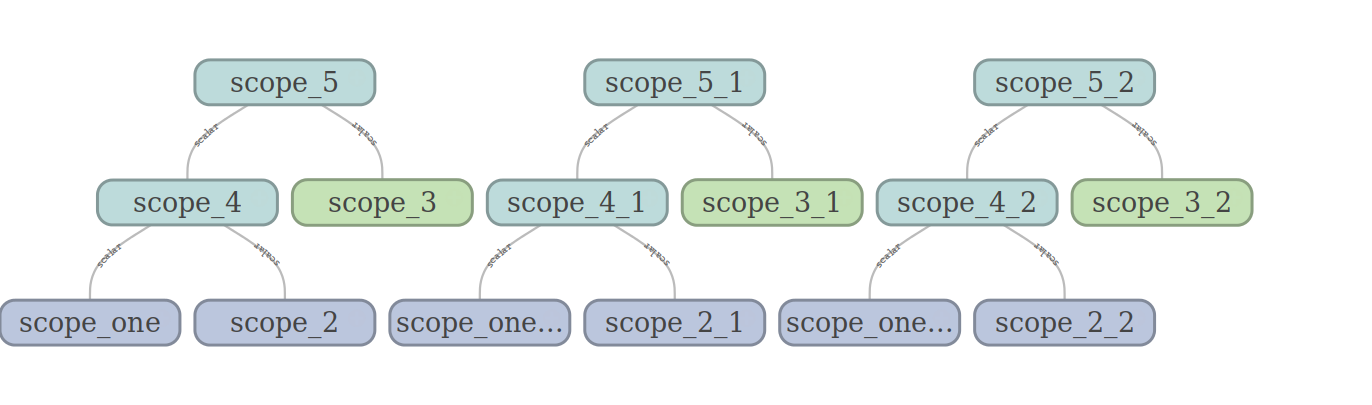 scope_5
scope_5_1
scope_5_2
scalar
scalar
scalar
scalar
scalar
scalar
scope_4
scope_3
scope_4_1
scope_3_1
scope_4_2
scope_3_2
scalar
scalar
scalar
scalar
scalar
scalar
scope_one
scope_2
scope_one...
scope_2_1
scope_one...
scope_2_2